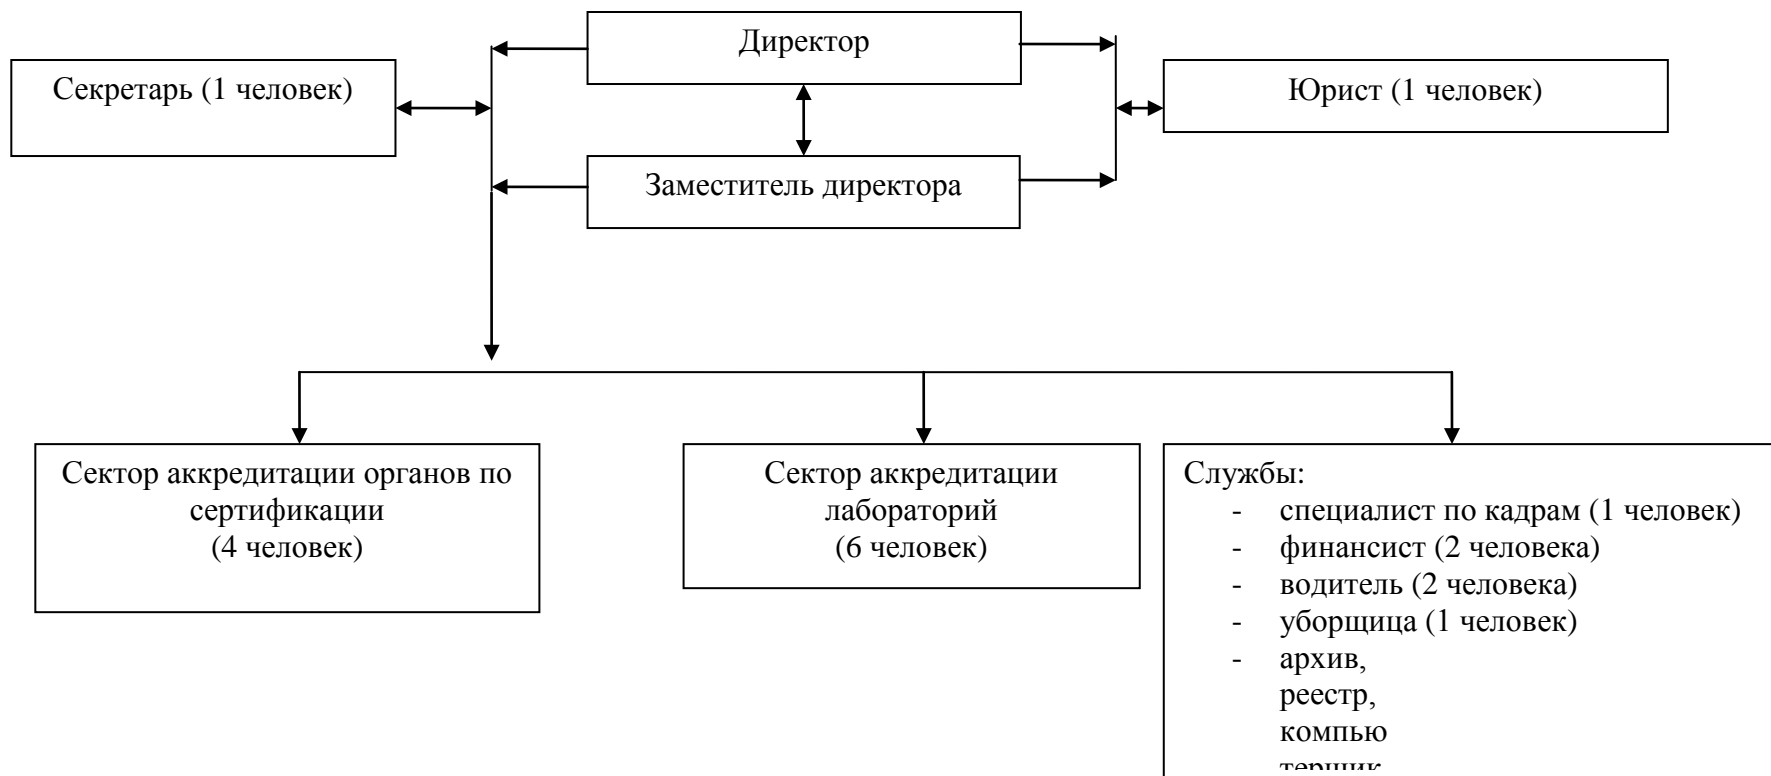 Директор
Секретарь (1 человек)
Юрист (1 человек)
Заместитель директора
Сектор аккредитации органов по
сертификации
(4 человек)
Сектор аккредитации
лабораторий
(6 человек)
Службы:
- специалист по кадрам (1 человек)
- финансист (2 человека)
- водитель (2 человека)
- уборщица (1 человек)
- архив,
реестр,
компью
терщик